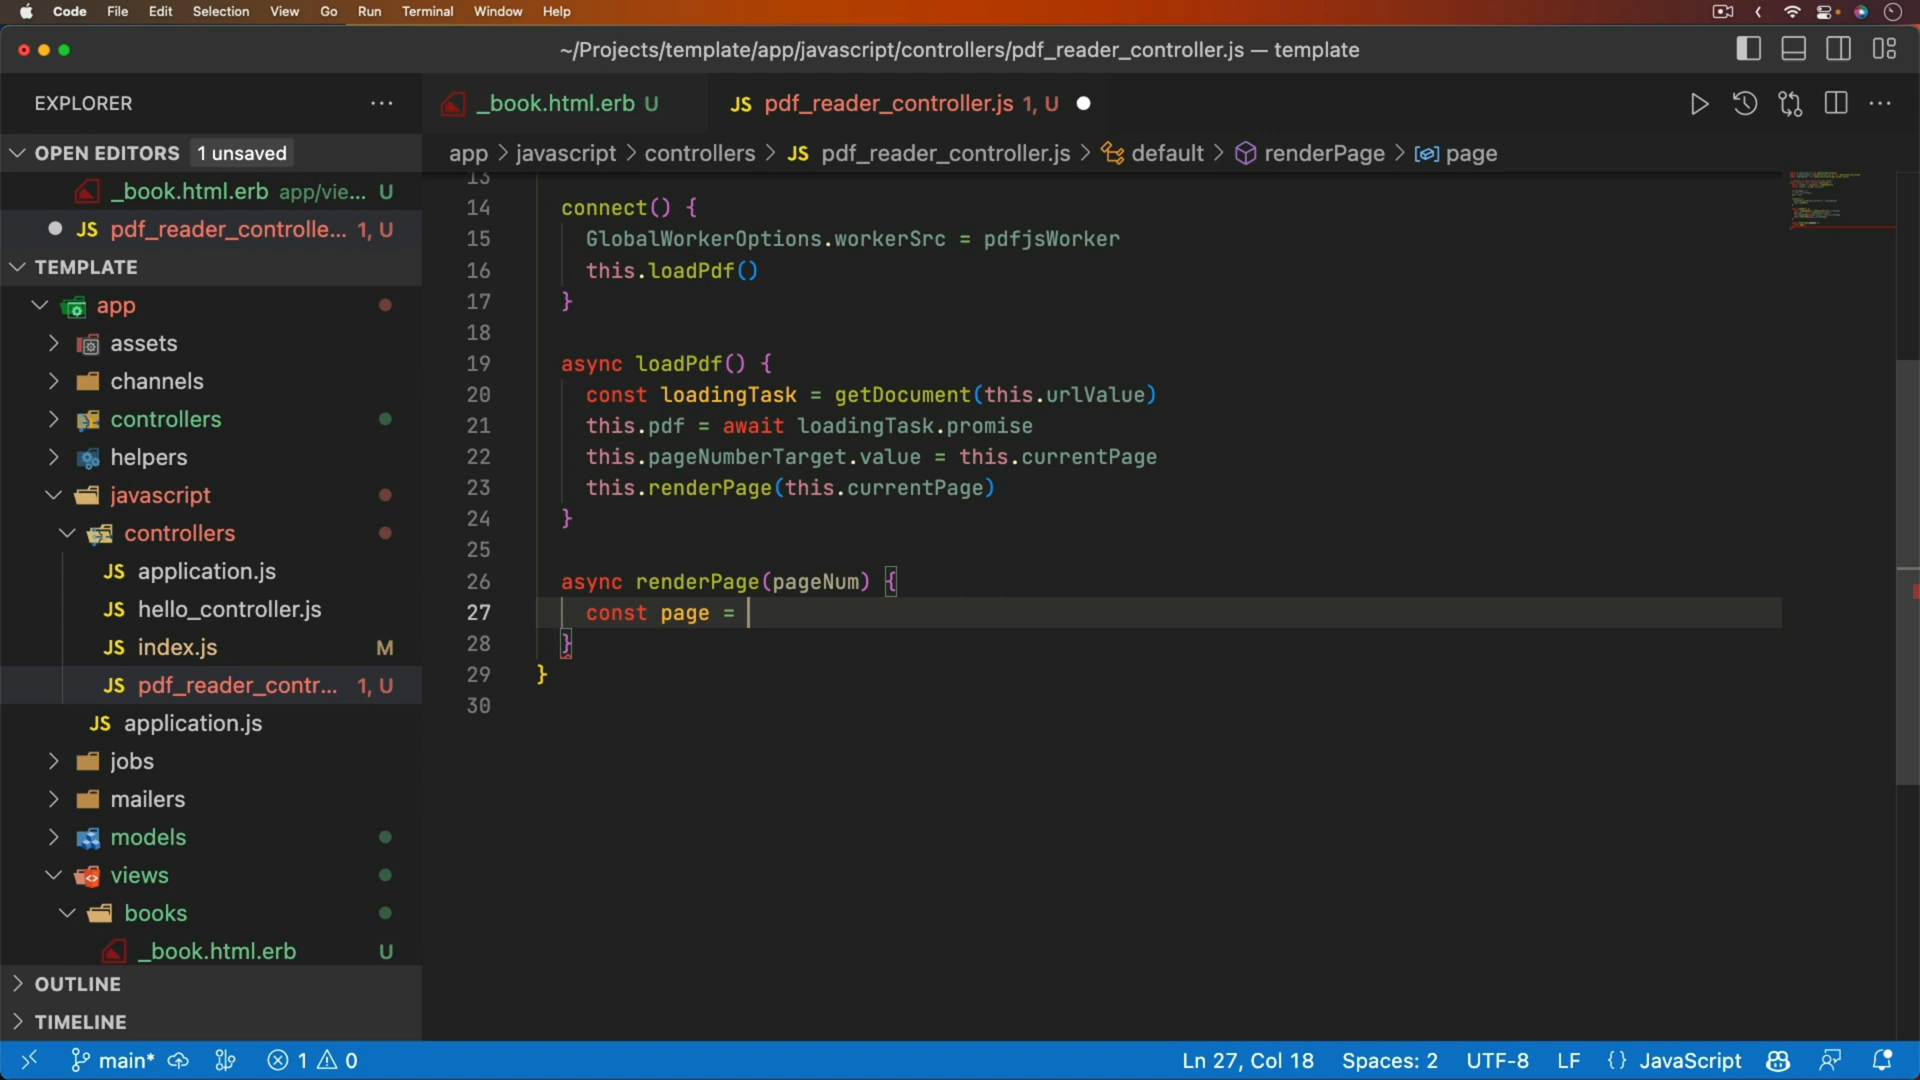 Code File Edit Selection View Go Run Terminal Window Help
~/Projects/template/app/javascript/controllers/pdf_reader_controller.js — template
EXPLORER
_book.html.erb U
JS pdf_reader_controller.js 1, U
OPEN EDITORS 1 unsaved
app > javascript > controllers > JS pdf_reader_controller.js > default > renderPage > page
_book.html.erb app/vie... U
JS pdf_reader_controlle... 1, U
TEMPLATE
app
assets
channels
controllers
helpers
javascript
controllers
JS application.js
JS hello_controller.js
JS index.js M
JS pdf_reader_contr... 1, U
JS application.js
jobs
mailers
models
views
books
_book.html.erb U
OUTLINE
TIMELINE
13
14 connect() {
15 GlobalWorkerOptions.workerSrc = pdfjsWorker
16 this.loadPdf()
17 }
18
19 async loadPdf() {
20 const loadingTask = getDocument(this.urlValue)
21 this.pdf = await loadingTask.promise
22 this.pageNumberTarget.value = this.currentPage
23 this.renderPage(this.currentPage)
24 }
25
26 async renderPage(pageNum) {
27 const page =
28 }
29 }
30
main* 1 0 Ln 27, Col 18 Spaces: 2 UTF-8 LF {} JavaScript